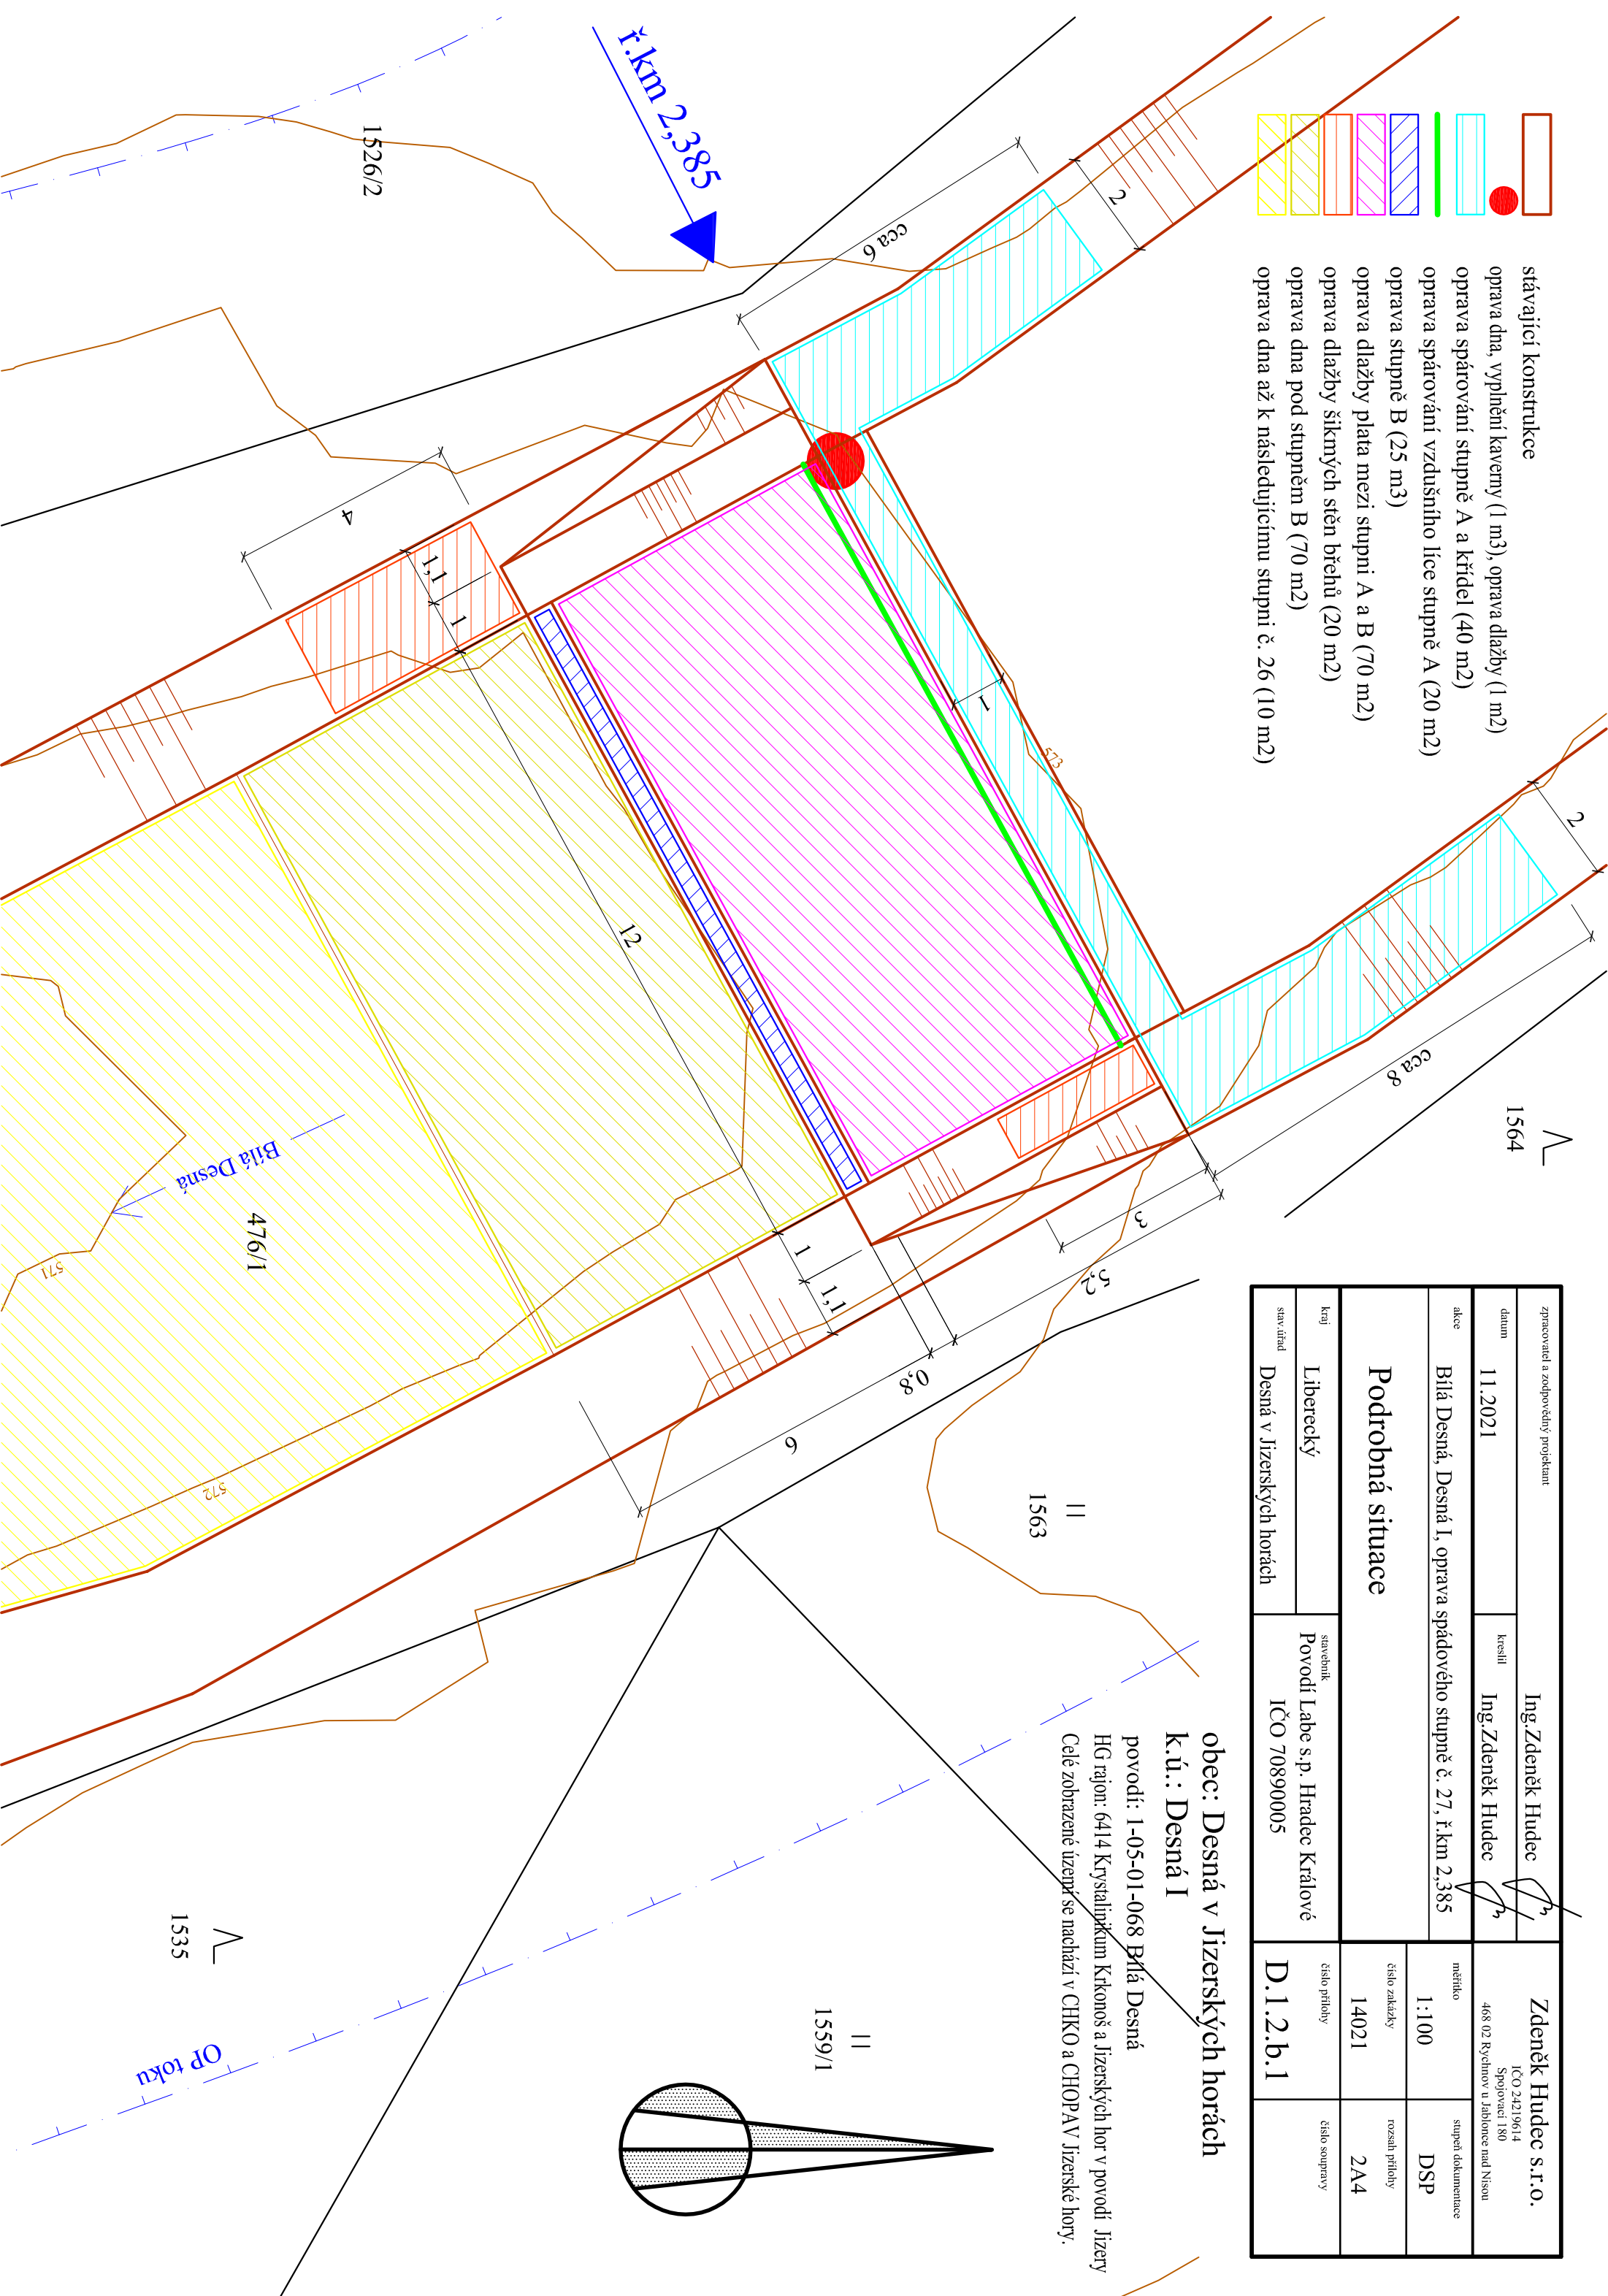 stávající konstrukce
oprava dna, vyplnění kaverny (1 m3), oprava dlažby (1 m2)
oprava spárování stupně A a křídel (40 m2)
oprava spárování vzdušního líce stupně A (20 m2)
oprava stupně B (25 m3)
oprava dlažby plata mezi stupni A a B (70 m2)
oprava dlažby šikmých stěn břehů (20 m2)
oprava dna pod stupněm B (70 m2)
oprava dna až k následujícímu stupni č. 26 (10 m2)
ř.km 2,385
1526/2
2
cca 6
4
1,1
1
12
1
573
2
cca 8
1564
3
5,2
1
1,1
0,8
6
Bílá Desná
476/1
571
572
1563
1535
1559/1
OP toku
zpracovatel a zodpovědný projektant
Ing.Zdeněk Hudec
datum
11.2021
kreslil
Ing.Zdeněk Hudec
akce
Bílá Desná, Desná I, oprava spádového stupně č. 27, ř.km 2,385
Podrobná situace
kraj
Liberecký
stav.úřad
Desná v Jizerských horách
stavebník
Povodí Labe s.p. Hradec Králové
IČO 70890005
Zdeněk Hudec s.r.o.
IČO 24219614
Spojovací 180
468 02 Rychnov u Jablonce nad Nisou
měřítko
1:100
stupeň dokumentace
DSP
číslo zakázky
14021
rozsah přílohy
2A4
číslo přílohy
D.1.2.b.1
číslo soupravy
obec: Desná v Jizerských horách
k.ú.: Desná I
povodí: 1-05-01-068 Bílá Desná
HG rajon: 6414 Krystalinikum Krkonoš a Jizerských hor v povodí Jizery
Celé zobrazené území se nachází v CHKO a CHOPAV Jizerské hory.